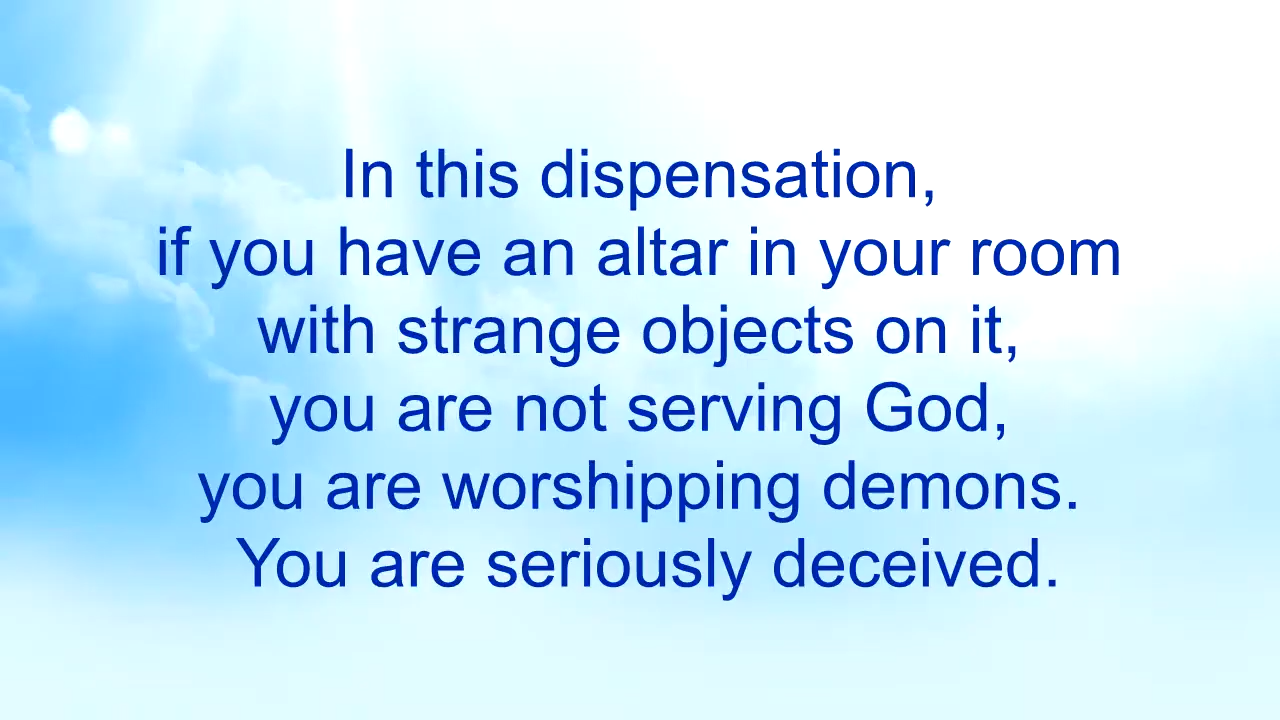 In this dispensation,
if you have an altar in your room
with strange objects on it,
you are not serving God,
you are worshipping demons.
You are seriously deceived.